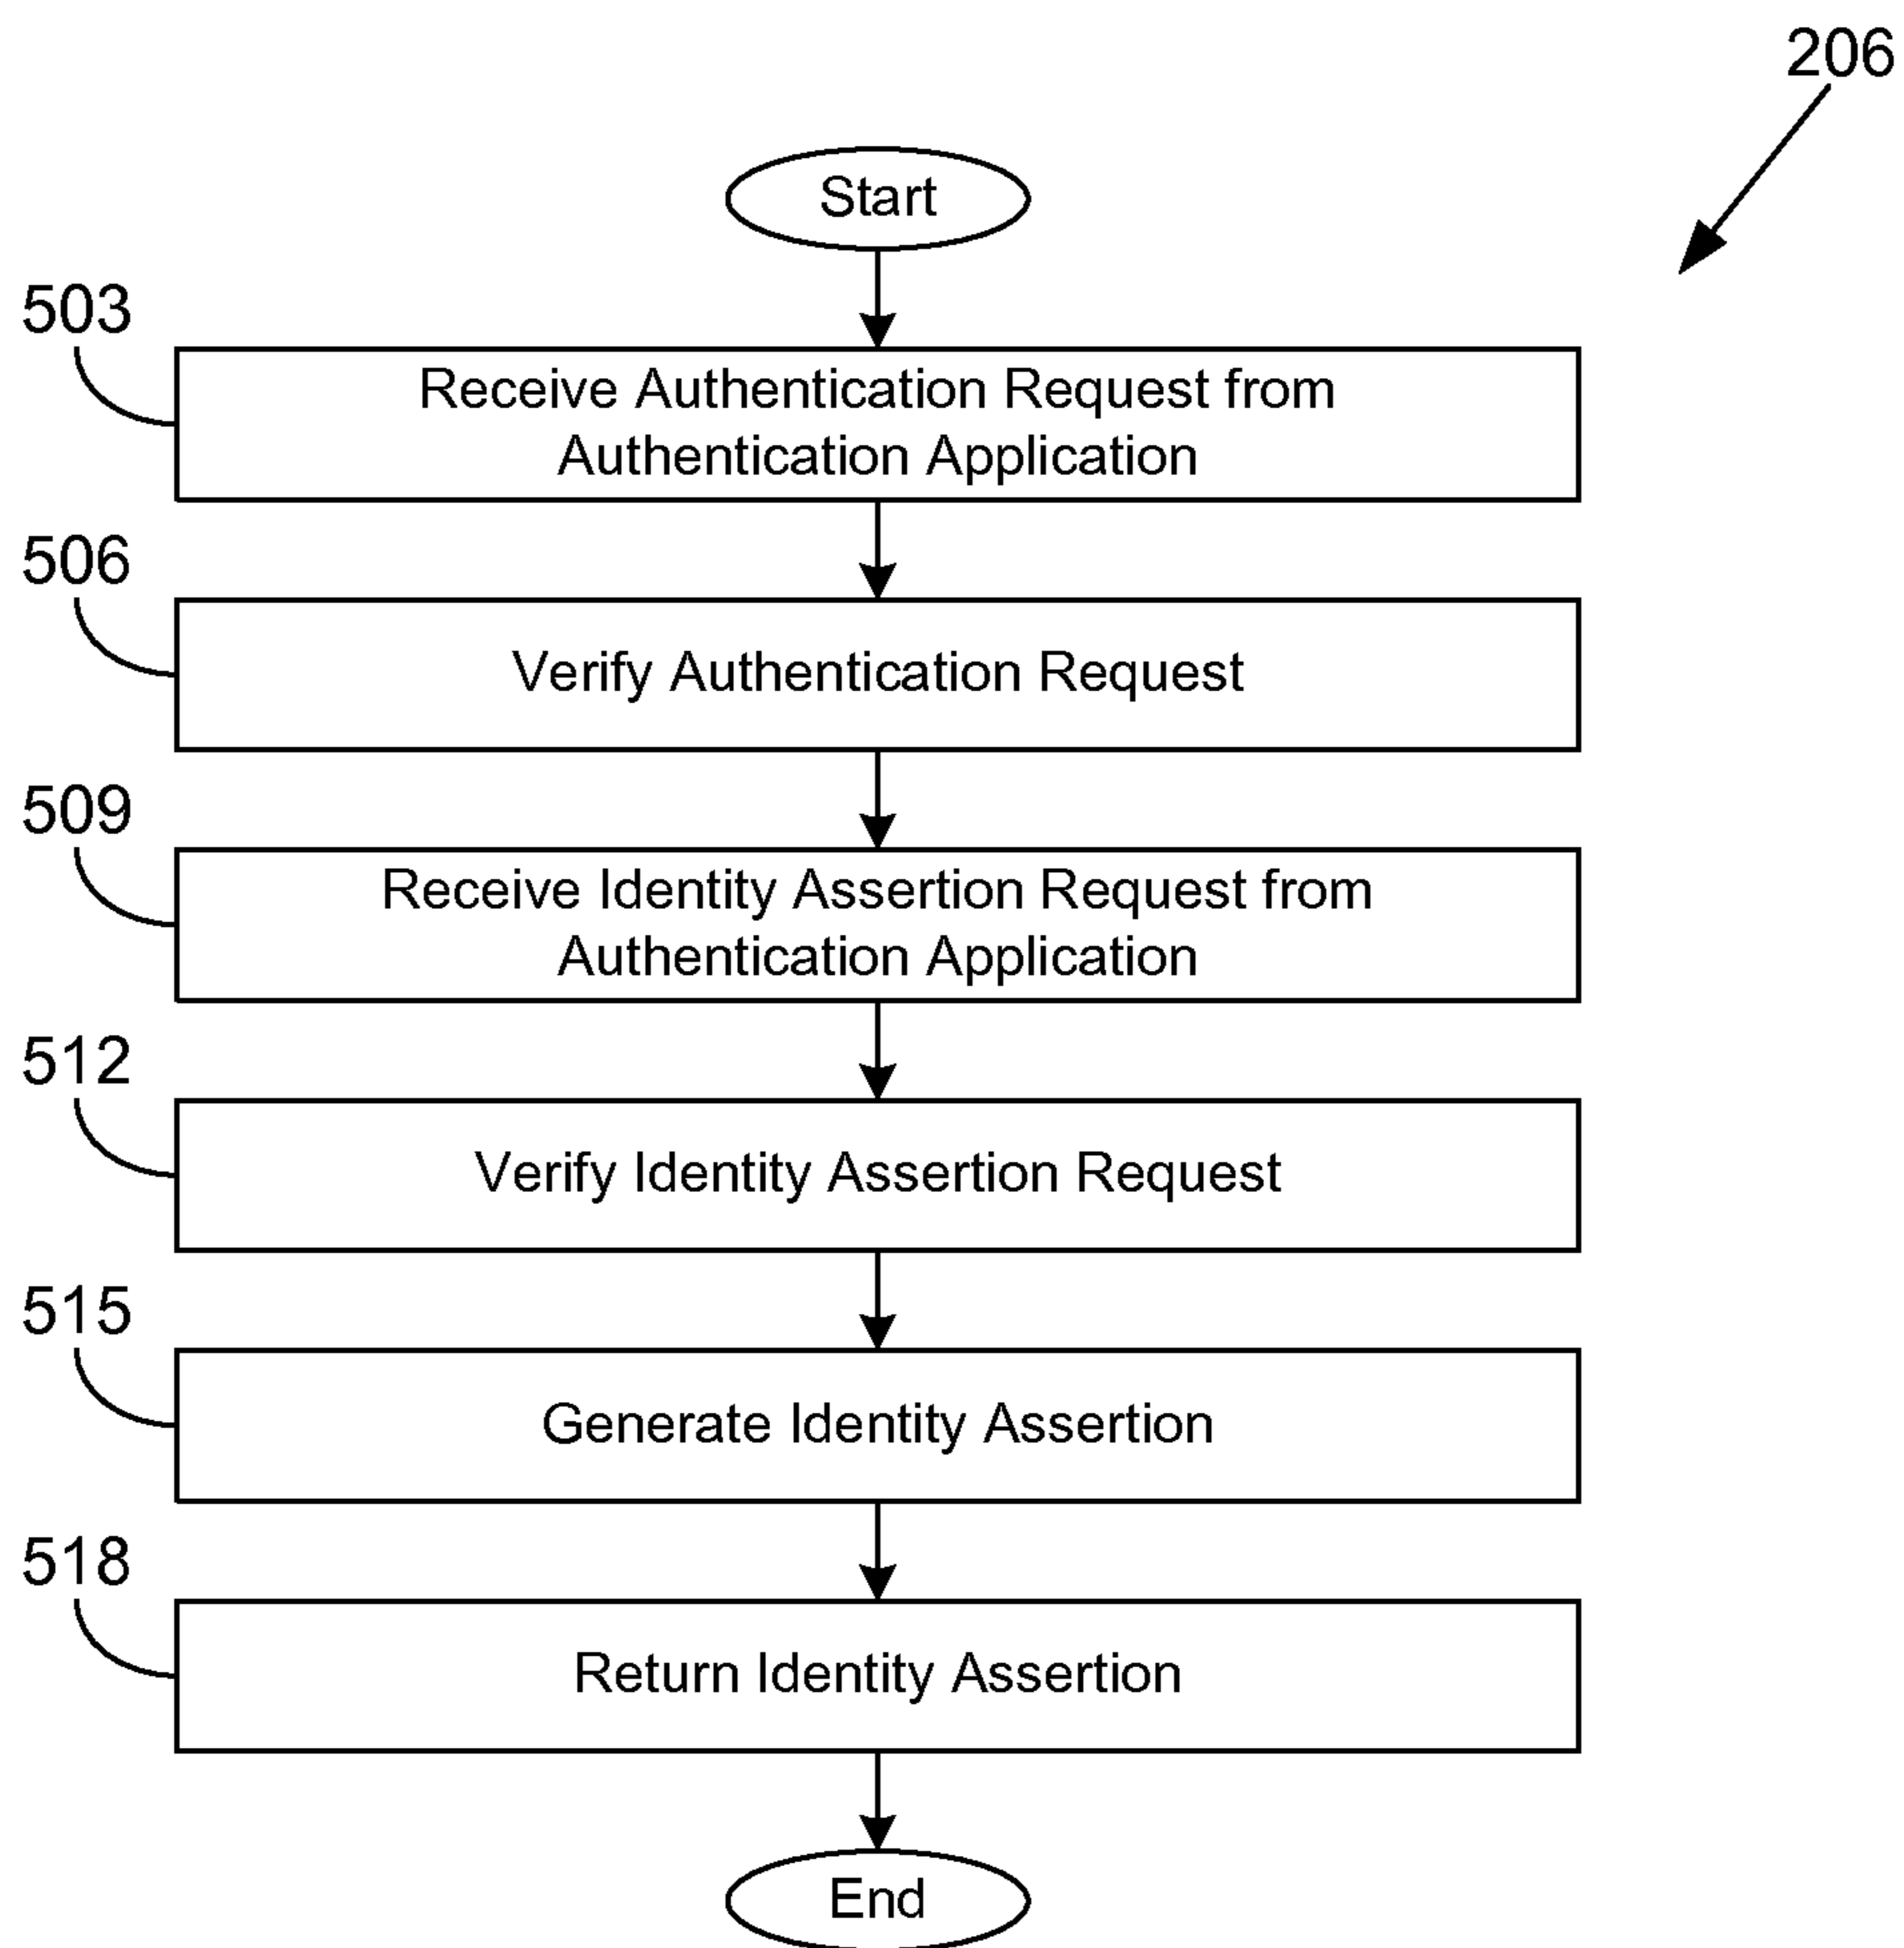 206
Start
503
Receive Authentication Request from
Authentication Application
506
Verify Authentication Request
509
Receive Identity Assertion Request from
Authentication Application
512
Verify Identity Assertion Request
515
Generate Identity Assertion
518
Return Identity Assertion
End